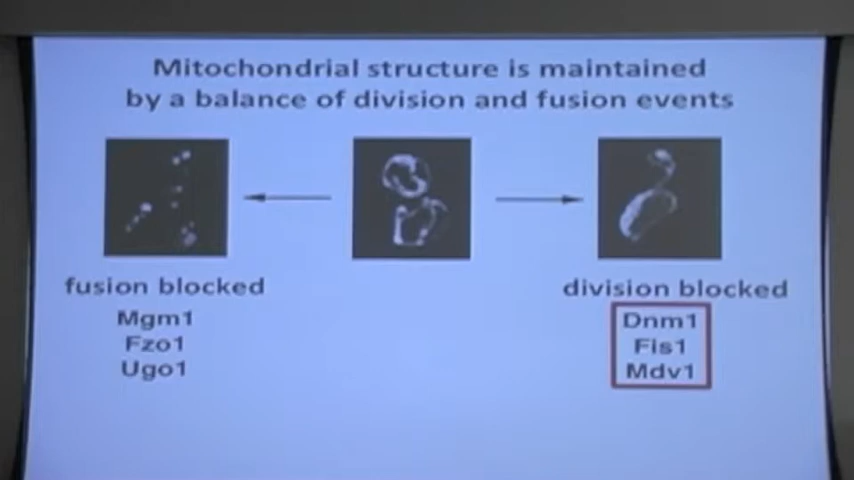 Mitochondrial structure is maintained
by a balance of division and fusion events
fusion blocked
Mgm1
Fzo1
Ugo1
division blocked
Dnm1
Fis1
Mdv1